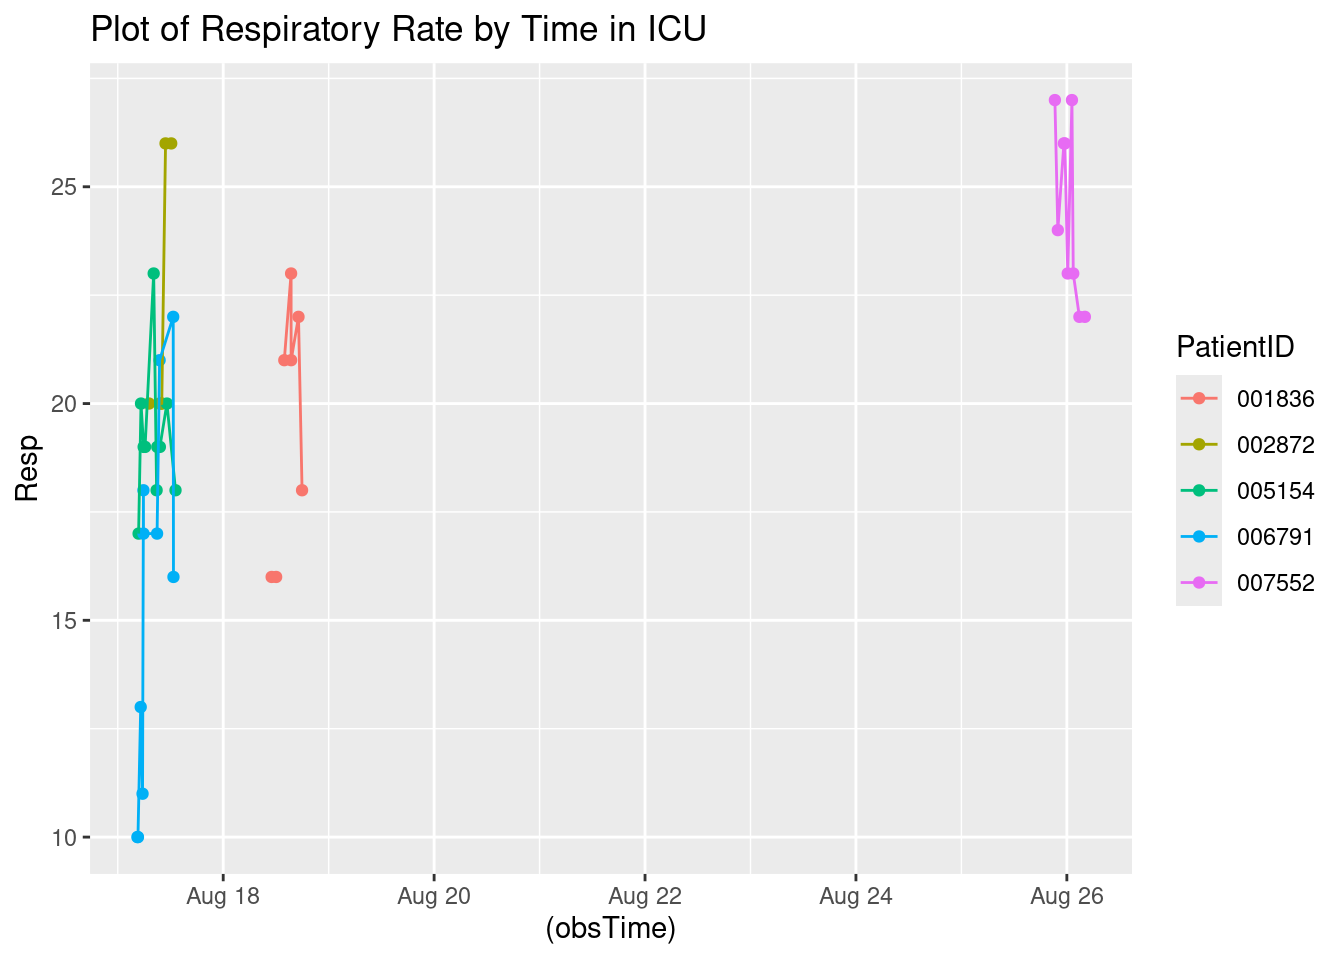 Plot of Respiratory Rate by Time in ICU
Resp
25
20
15
10
Aug 18
Aug 20
Aug 22
Aug 24
Aug 26
(obsTime)
PatientID
001836
002872
005154
006791
007552